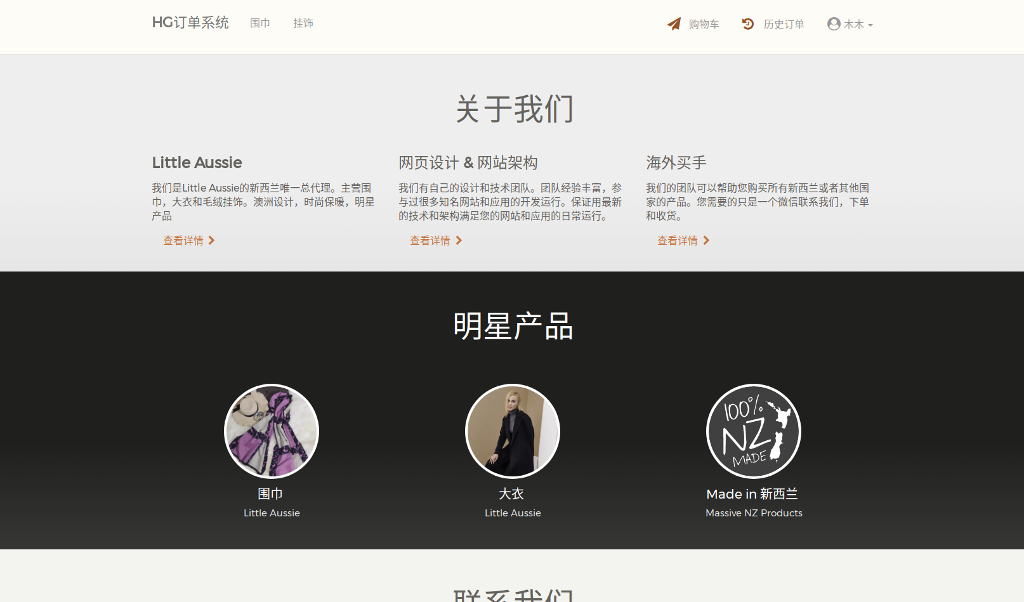 HG订单系统 围巾 挂饰 购物车 历史订单 木木
关于我们
Little Aussie
我们是Little Aussie的新西兰唯一总代理。主营围
巾，大衣和毛绒挂饰。澳洲设计，时尚保暖，明星
产品
查看详情
网页设计 & 网站架构
我们有自己的设计和技术团队。团队经验丰富，参
与过很多知名网站和应用的开发运行。保证用最新
的技术和架构满足您的网站和应用的日常运行。
查看详情
海外买手
我们的团队可以帮助您购买所有新西兰或者其他国
家的产品。您需要的只是一个微信联系我们，下单
和收货。
查看详情
明星产品
围巾
Little Aussie
大衣
Little Aussie
100%
NZ
MADE
Made in 新西兰
Massive NZ Products
联系我们